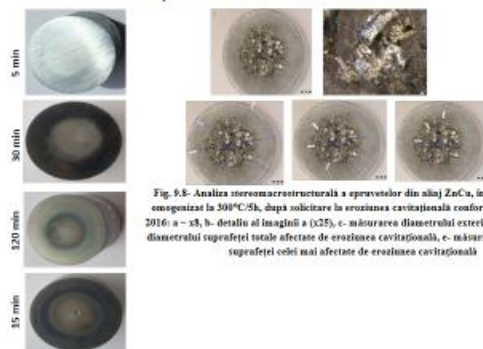 5 min
30 min
120 min
15 min
Fig. 9.8- Analiza stereomacrostructurală a epruvetelor din aliaj ZnCu, în
omogenizat la 300°C/5h, după solicitare la eroziunea cavitațională confor
2016: a – x8, b- detaliu al imaginii a (x25), c- măsurarea diametrului exteri
diametrului suprafeței totale afectate de eroziunea cavitațională, e- măsur
suprafeței celei mai afectate de eroziunea cavitațională